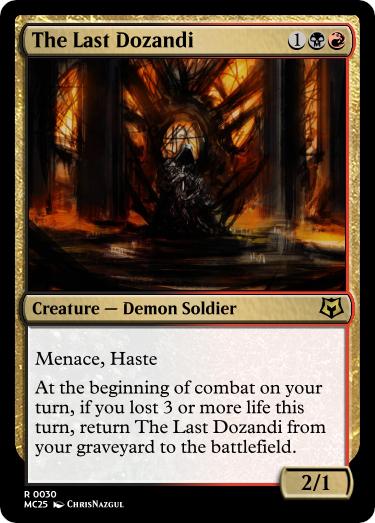 The Last Dozandi 1
Creature — Demon Soldier
Menace, Haste
At the beginning of combat on your
turn, if you lost 3 or more life this
turn, return The Last Dozandi from
your graveyard to the battlefield.
2/1
R 0030
MC25 ChrisNazgul